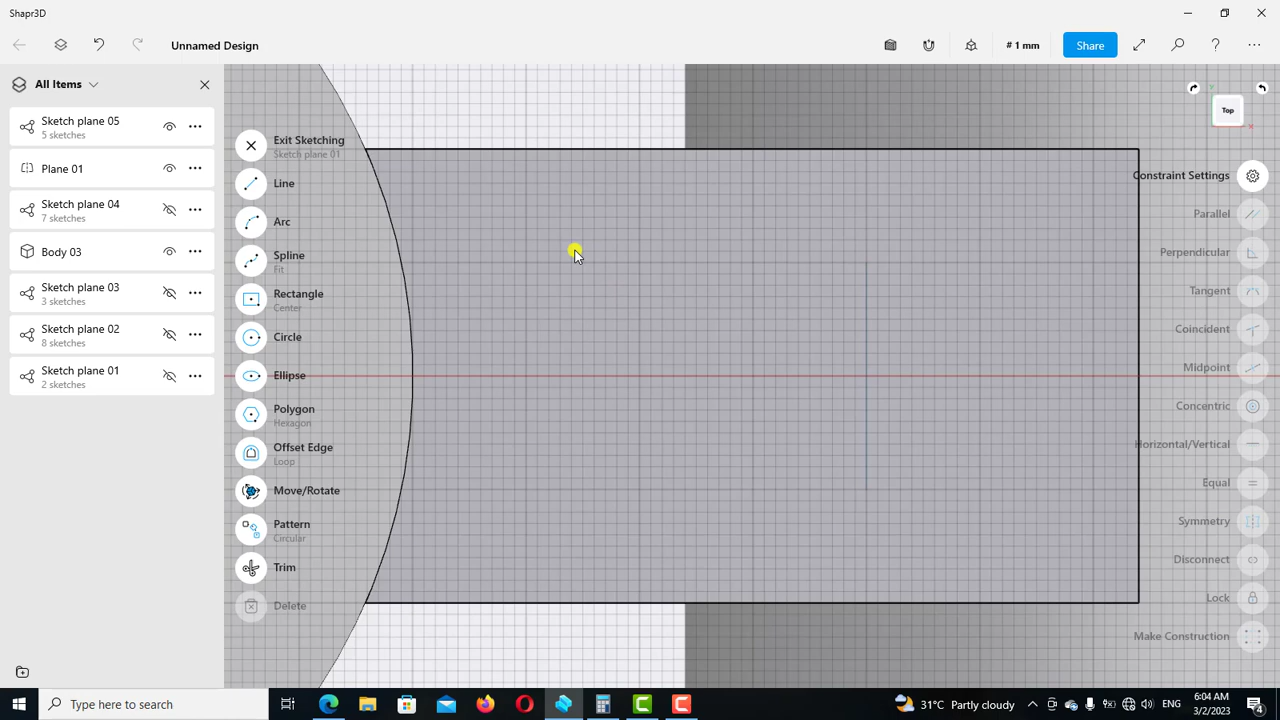 Shapr3D
Unnamed Design
# 1 mm
Share
All Items
Sketch plane 05
5 sketches
Plane 01
Sketch plane 04
7 sketches
Body 03
Sketch plane 03
3 sketches
Sketch plane 02
8 sketches
Sketch plane 01
2 sketches
Exit Sketching
Sketch plane 01
Line
Arc
Spline
Fit
Rectangle
Center
Circle
Ellipse
Polygon
Hexagon
Offset Edge
Loop
Move/Rotate
Pattern
Circular
Trim
Delete
Top
X
Constraint Settings
Parallel
Perpendicular
Tangent
Coincident
Midpoint
Concentric
Horizontal/Vertical
Equal
Symmetry
Disconnect
Lock
Make Construction
Type here to search
31°C Partly cloudy
ENG
6:04 AM
3/2/2023
4